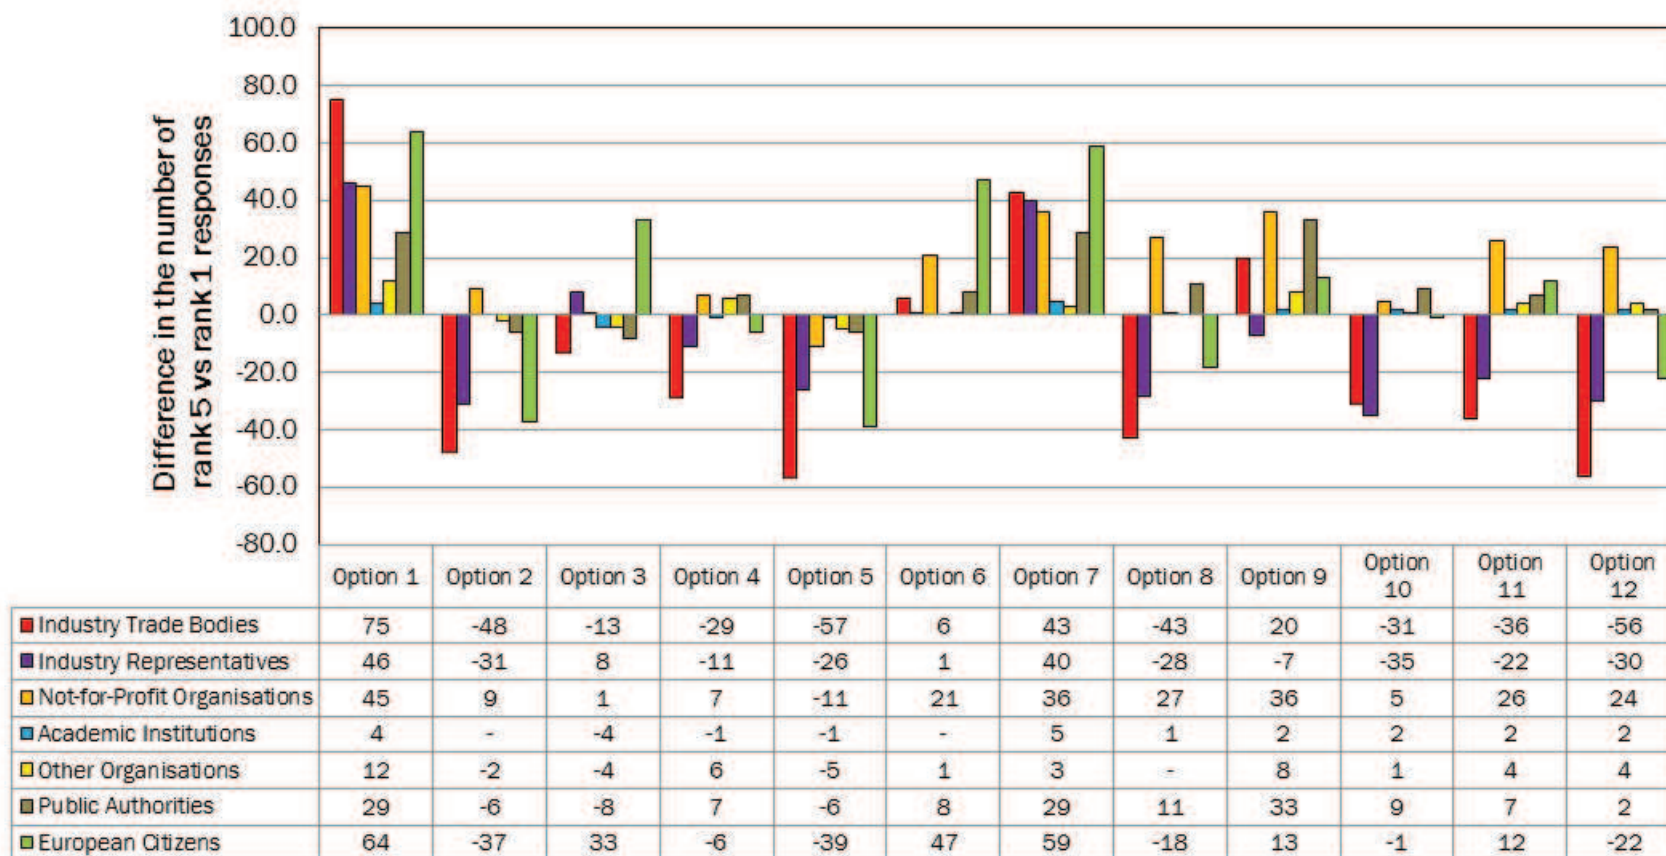 Difference in the number of
rank 5 vs rank 1 responses
100.0
80.0
60.0
40.0
20.0
0.0
-20.0
-40.0
-60.0
-80.0
Option 1 Option 2 Option 3 Option 4 Option 5 Option 6 Option 7 Option 8 Option 9 Option 10 Option 11 Option 12
Industry Trade Bodies 75 -48 -13 -29 -57 6 43 -43 20 -31 -36 -56
Industry Representatives 46 -31 8 -11 -26 1 40 -28 -7 -35 -22 -30
Not-for-Profit Organisations 45 9 1 7 -11 21 36 27 36 5 26 24
Academic Institutions 4 - -4 -1 -1 - 5 1 2 2 2 2
Other Organisations 12 -2 -4 6 -5 1 3 - 8 1 4 4
Public Authorities 29 -6 -8 7 -6 8 29 11 33 9 7 2
European Citizens 64 -37 33 -6 -39 47 59 -18 13 -1 12 -22